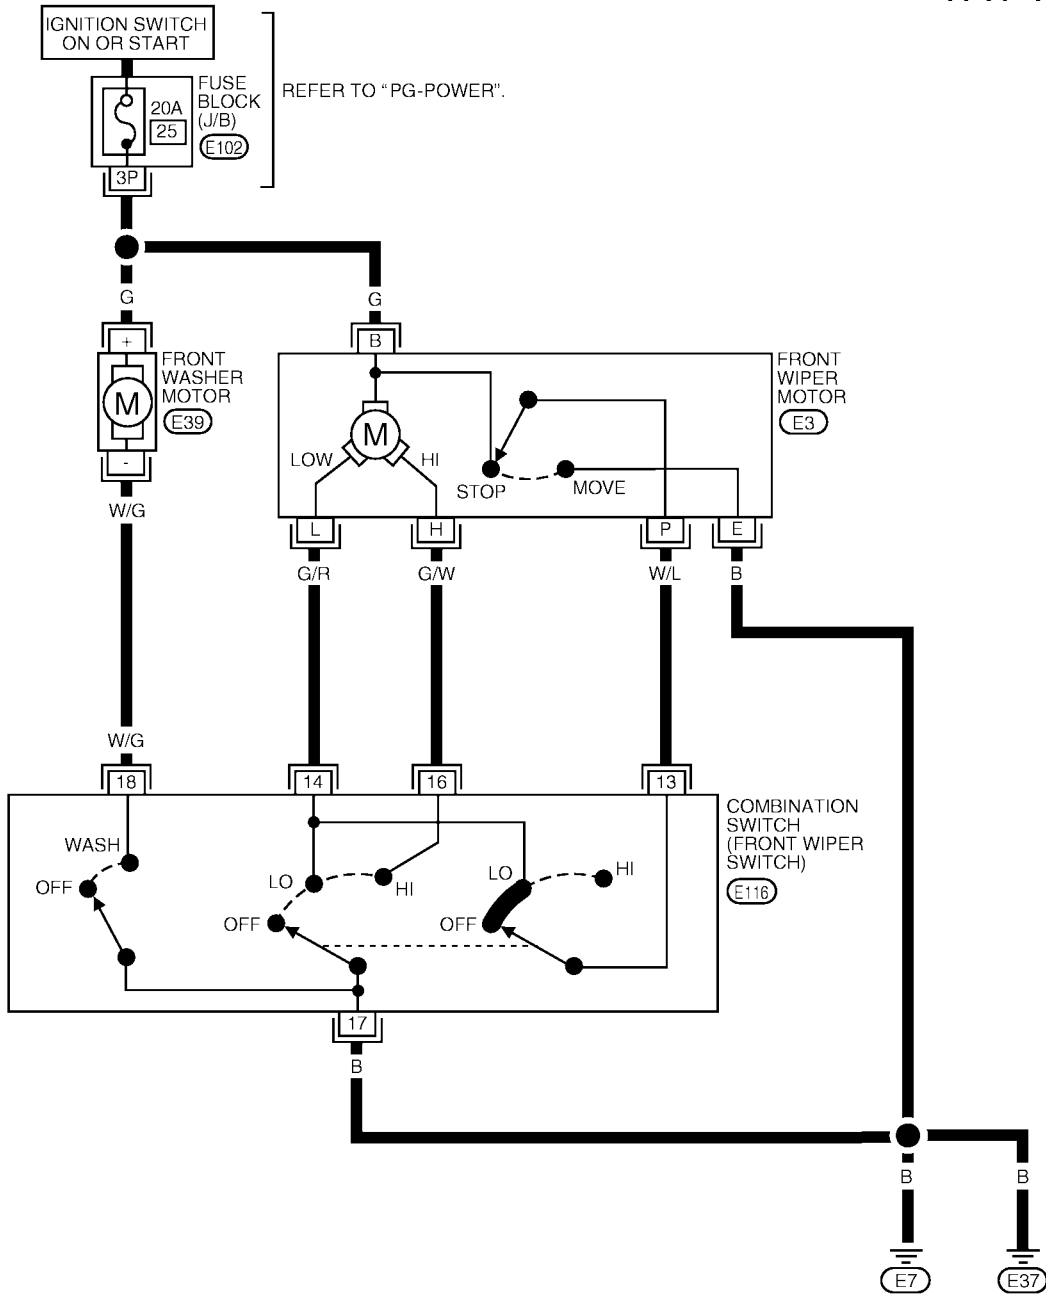 IGNITION SWITCH
ON OR START
FUSE
BLOCK
(J/B)
E102
20A
25
REFER TO "PG-POWER".
3P
G
G
+
B
FRONT
WASHER
MOTOR
E39
M
-
FRONT
WIPER
MOTOR
E3
M
LOW
HI
STOP
MOVE
L
H
P
E
W/G
G/R
G/W
W/L
B
W/G
18
14
16
13
COMBINATION
SWITCH
(FRONT WIPER
SWITCH)
E116
WASH
OFF
LO
HI
OFF
LO
HI
OFF
17
B
B
B
E7
E37